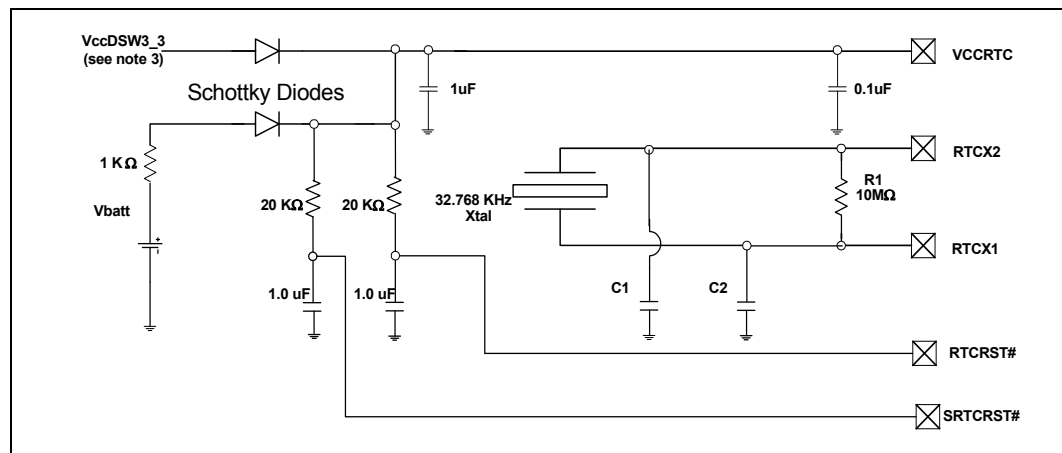 VccDSW3_3
(see note 3)
Schottky Diodes
1uF
0.1uF
VCCRTC
1 KΩ
Vbatt
+
-
20 KΩ
20 KΩ
1.0 uF
1.0 uF
32.768 KHz
Xtal
C1
C2
R1
10MΩ
RTCX2
RTCX1
RTCRST#
SRTCRST#